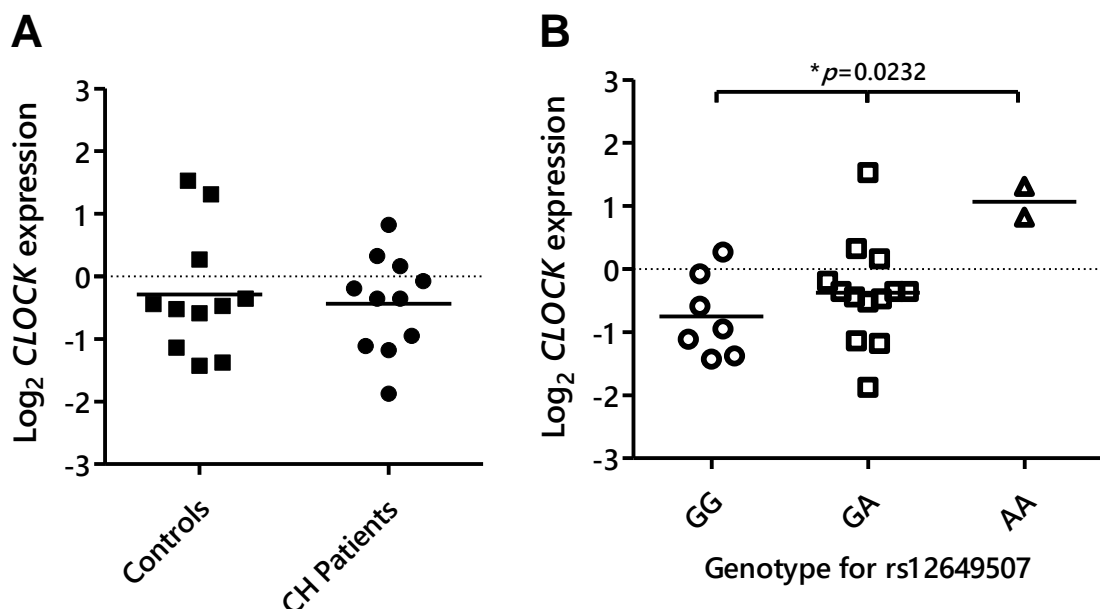 A
Log₂ CLOCK expression
3
2
1
0
-1
-2
-3
Controls
CH Patients
B
Log₂ CLOCK expression
3
2
1
0
-1
-2
-3
*p=0.0232
GG
GA
AA
Genotype for rs12649507